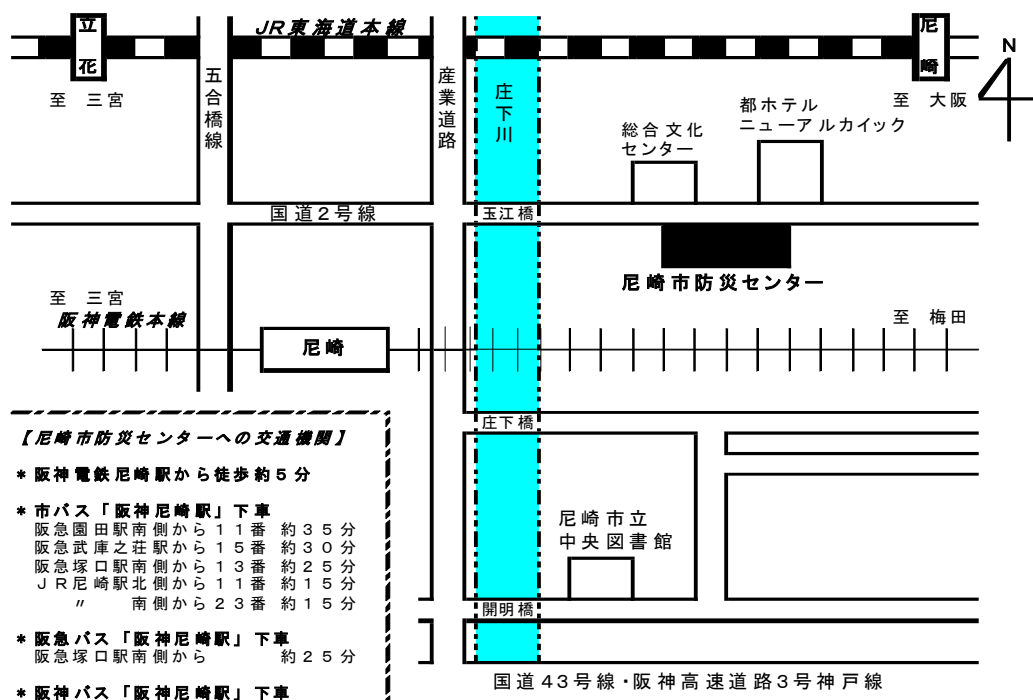 JR東海道本線
立花
尼崎
N
五合橋線
産業道路
庄下川
至 三宮
至 大阪
都ホテル
ニューアルカイック
総合文化
センター
国道2号線
玉江橋
尼崎市防災センター
至 三宮
阪神電鉄本線
至 梅田
尼崎
庄下橋
【尼崎市防災センターへの交通機関】
*阪神電鉄尼崎駅から徒歩約5分
*市バス「阪神尼崎駅」下車
阪急園田駅南側から11番 約35分
阪急武庫之荘駅から15番 約30分
阪急塚口駅南側から13番 約25分
JR尼崎駅北側から11番 約15分
〃 南側から23番 約15分
*阪急バス「阪神尼崎駅」下車
阪急塚口駅南側から 約25分
*阪神バス「阪神尼崎駅」下車
尼崎市立
中央図書館
開明橋
国道43号線・阪神高速道路3号神戸線